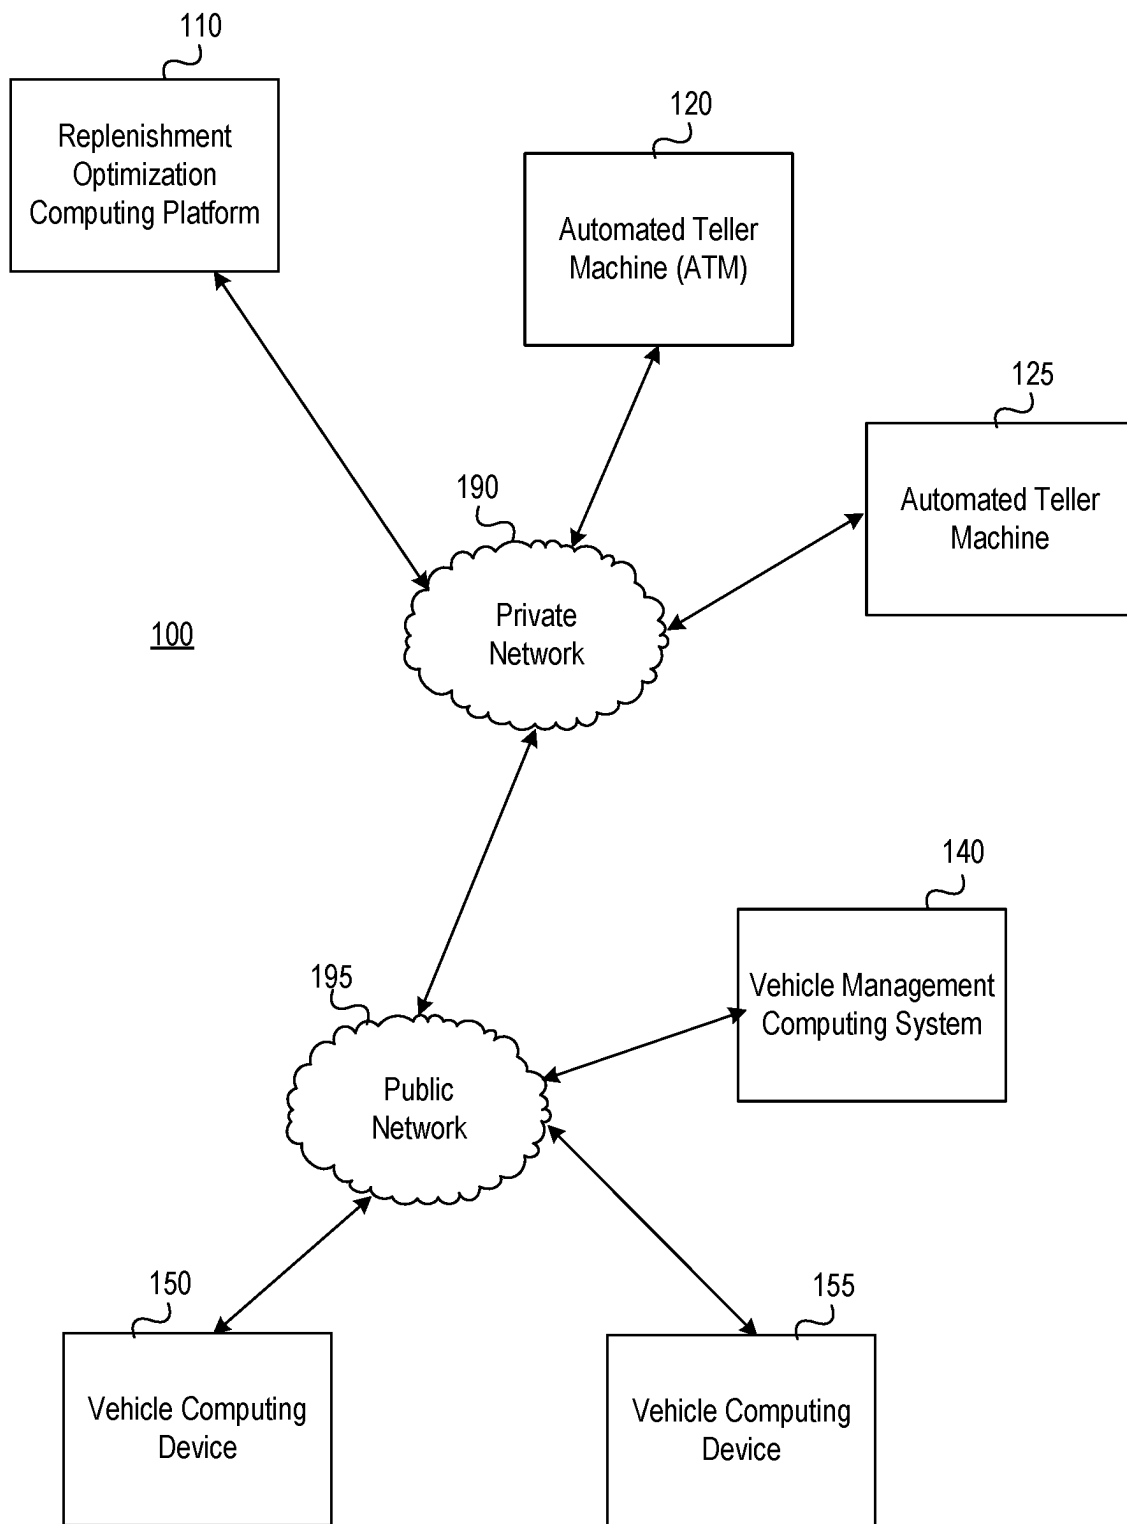 110
Replenishment
Optimization
Computing Platform
120
Automated Teller
Machine (ATM)
125
Automated Teller
Machine
190
Private
Network
100
140
Vehicle Management
Computing System
195
Public
Network
150
Vehicle Computing
Device
155
Vehicle Computing
Device